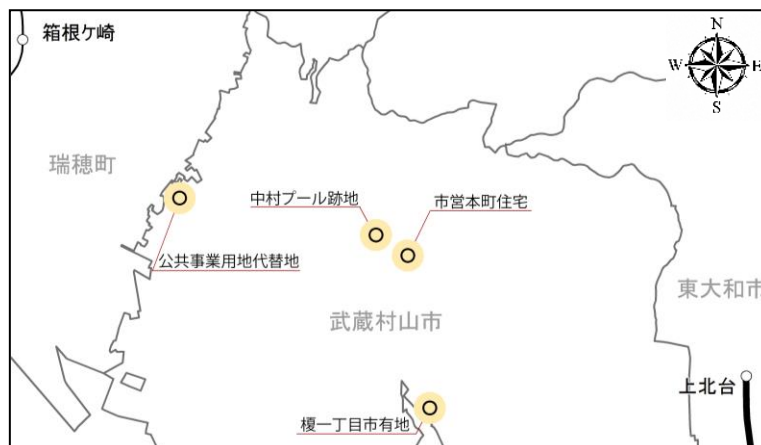 箱根ケ崎
N
W
E
S
瑞穂町
中村プール跡地
市営本町住宅
公共事業用地代替地
東大和市
武蔵村山市
上北台
榎一丁目市有地